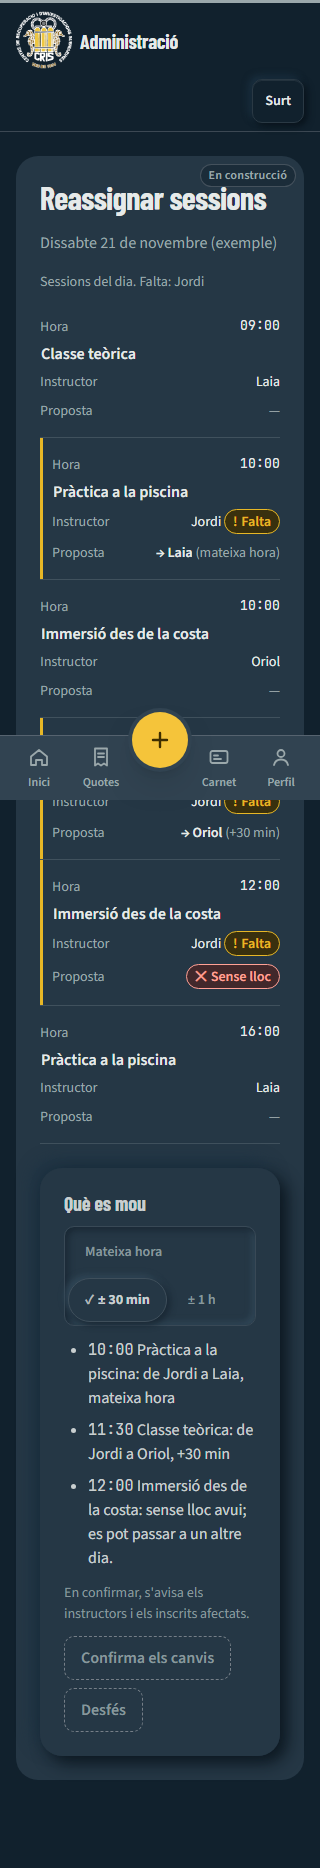 CRIS
Administració
Surt
En construcció
Reassignar sessions
Dissabte 21 de novembre (exemple)
Sessions del dia. Falta: Jordi
Hora 09:00
Classe teòrica
Instructor Laia
Proposta —
Hora 10:00
Pràctica a la piscina
Instructor Jordi ! Falta
Proposta → Laia (mateixa hora)
Hora 10:00
Immersió des de la costa
Instructor Oriol
Proposta —
+
Inici Quotes Carnet Perfil
Instructor Jordi ! Falta
Proposta → Oriol (+30 min)
Hora 12:00
Immersió des de la costa
Instructor Jordi ! Falta
Proposta ✕ Sense lloc
Hora 16:00
Pràctica a la piscina
Instructor Laia
Proposta —
Què es mou
Mateixa hora
✓ ± 30 min ± 1 h
• 10:00 Pràctica a la
piscina: de Jordi a Laia,
mateixa hora
• 11:30 Classe teòrica: de
Jordi a Oriol, +30 min
• 12:00 Immersió des de
la costa: sense lloc avui;
es pot passar a un altre
dia.
En confirmar, s'avisa els
instructors i els inscrits afectats.
Confirma els canvis
Desfés